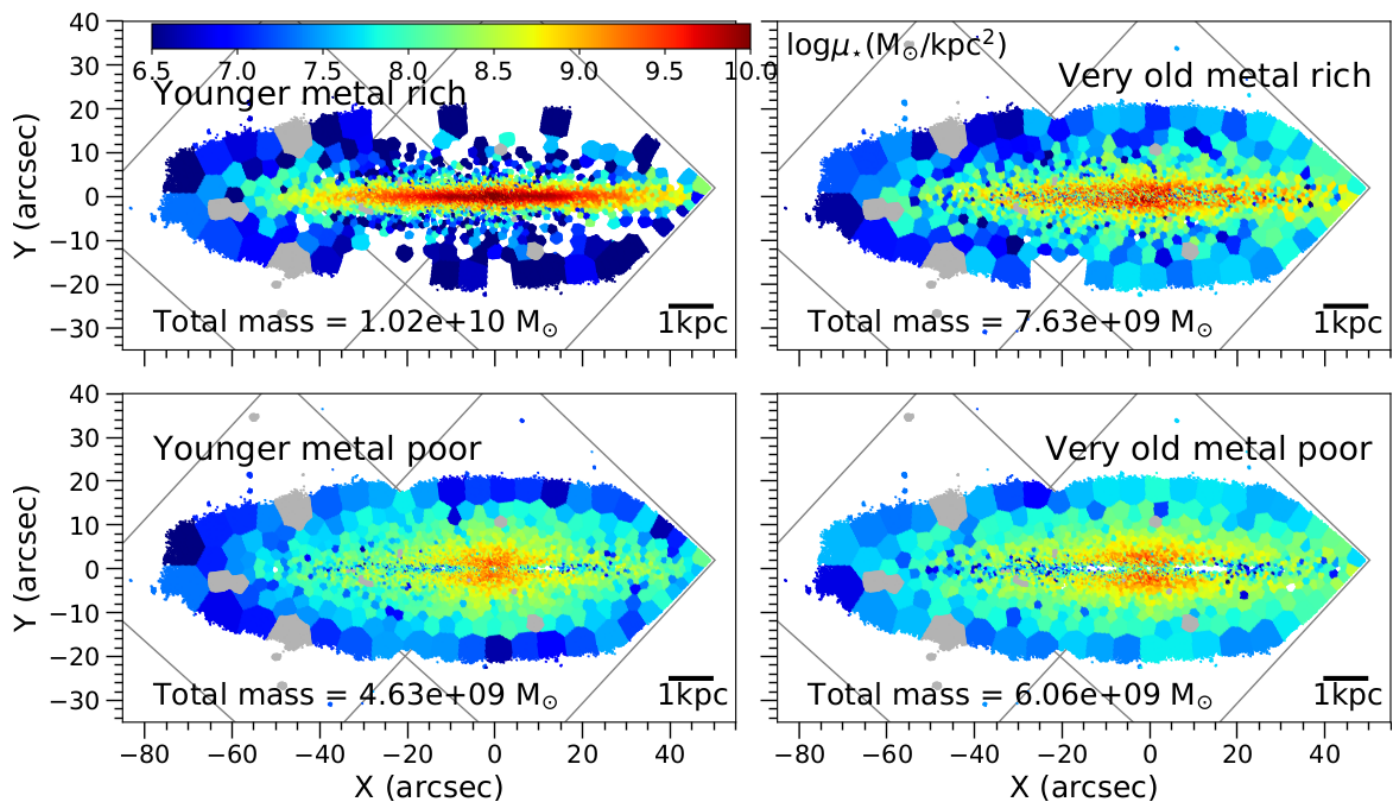 40
30
20
10
0
−10
−20
−30
Y (arcsec)
6.5 7.0 7.5 8.0 8.5 9.0 9.5 10.0
logμ⋆(M⊙/kpc²)
Younger metal rich
Total mass = 1.02e+10 M⊙
1kpc
Very old metal rich
Total mass = 7.63e+09 M⊙
1kpc
40
30
20
10
0
−10
−20
−30
Y (arcsec)
Younger metal poor
Total mass = 4.63e+09 M⊙
1kpc
Very old metal poor
Total mass = 6.06e+09 M⊙
1kpc
−80 −60 −40 −20 0 20 40
X (arcsec)
−80 −60 −40 −20 0 20 40
X (arcsec)